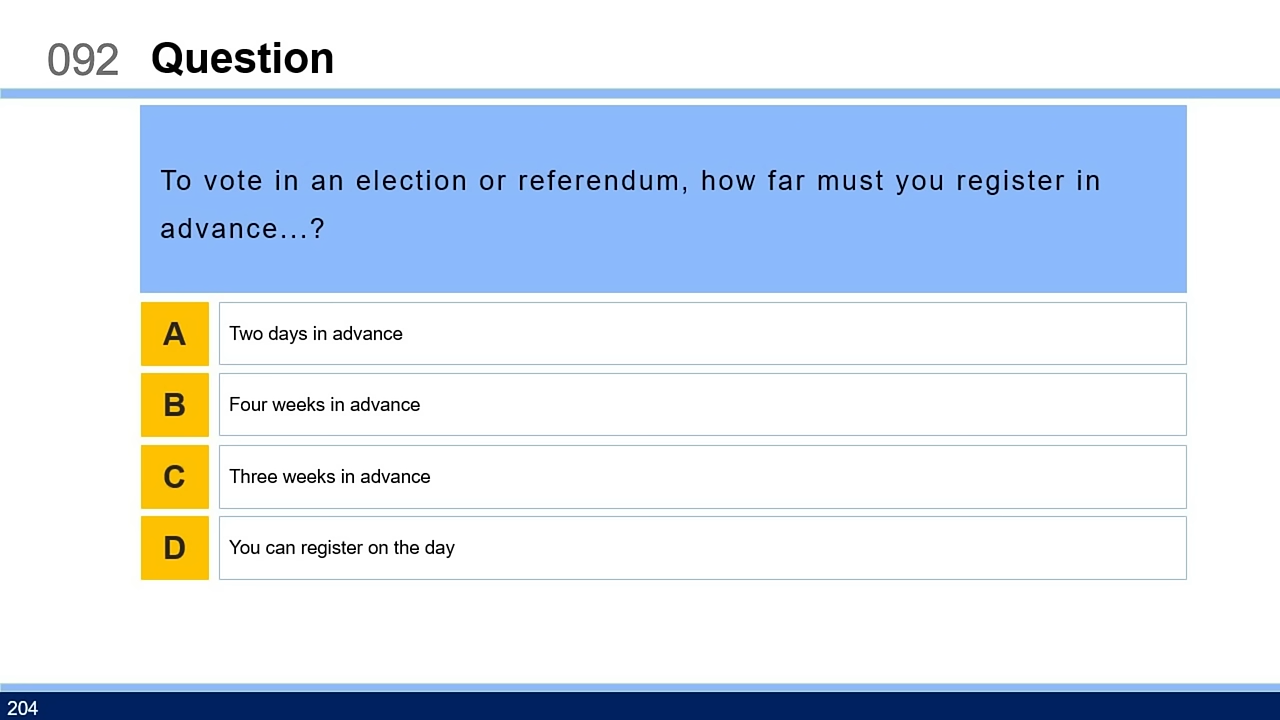 092 Question
To vote in an election or referendum, how far must you register in
advance...?
A Two days in advance
B Four weeks in advance
C Three weeks in advance
D You can register on the day
204